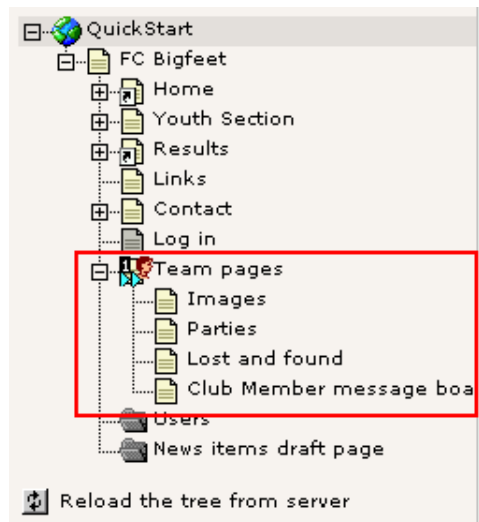 QuickStart
FC Bigfeet
Home
Youth Section
Results
Links
Contact
Log in
Team pages
Images
Parties
Lost and found
Club Member message boa
Users
News items draft page
Reload the tree from server